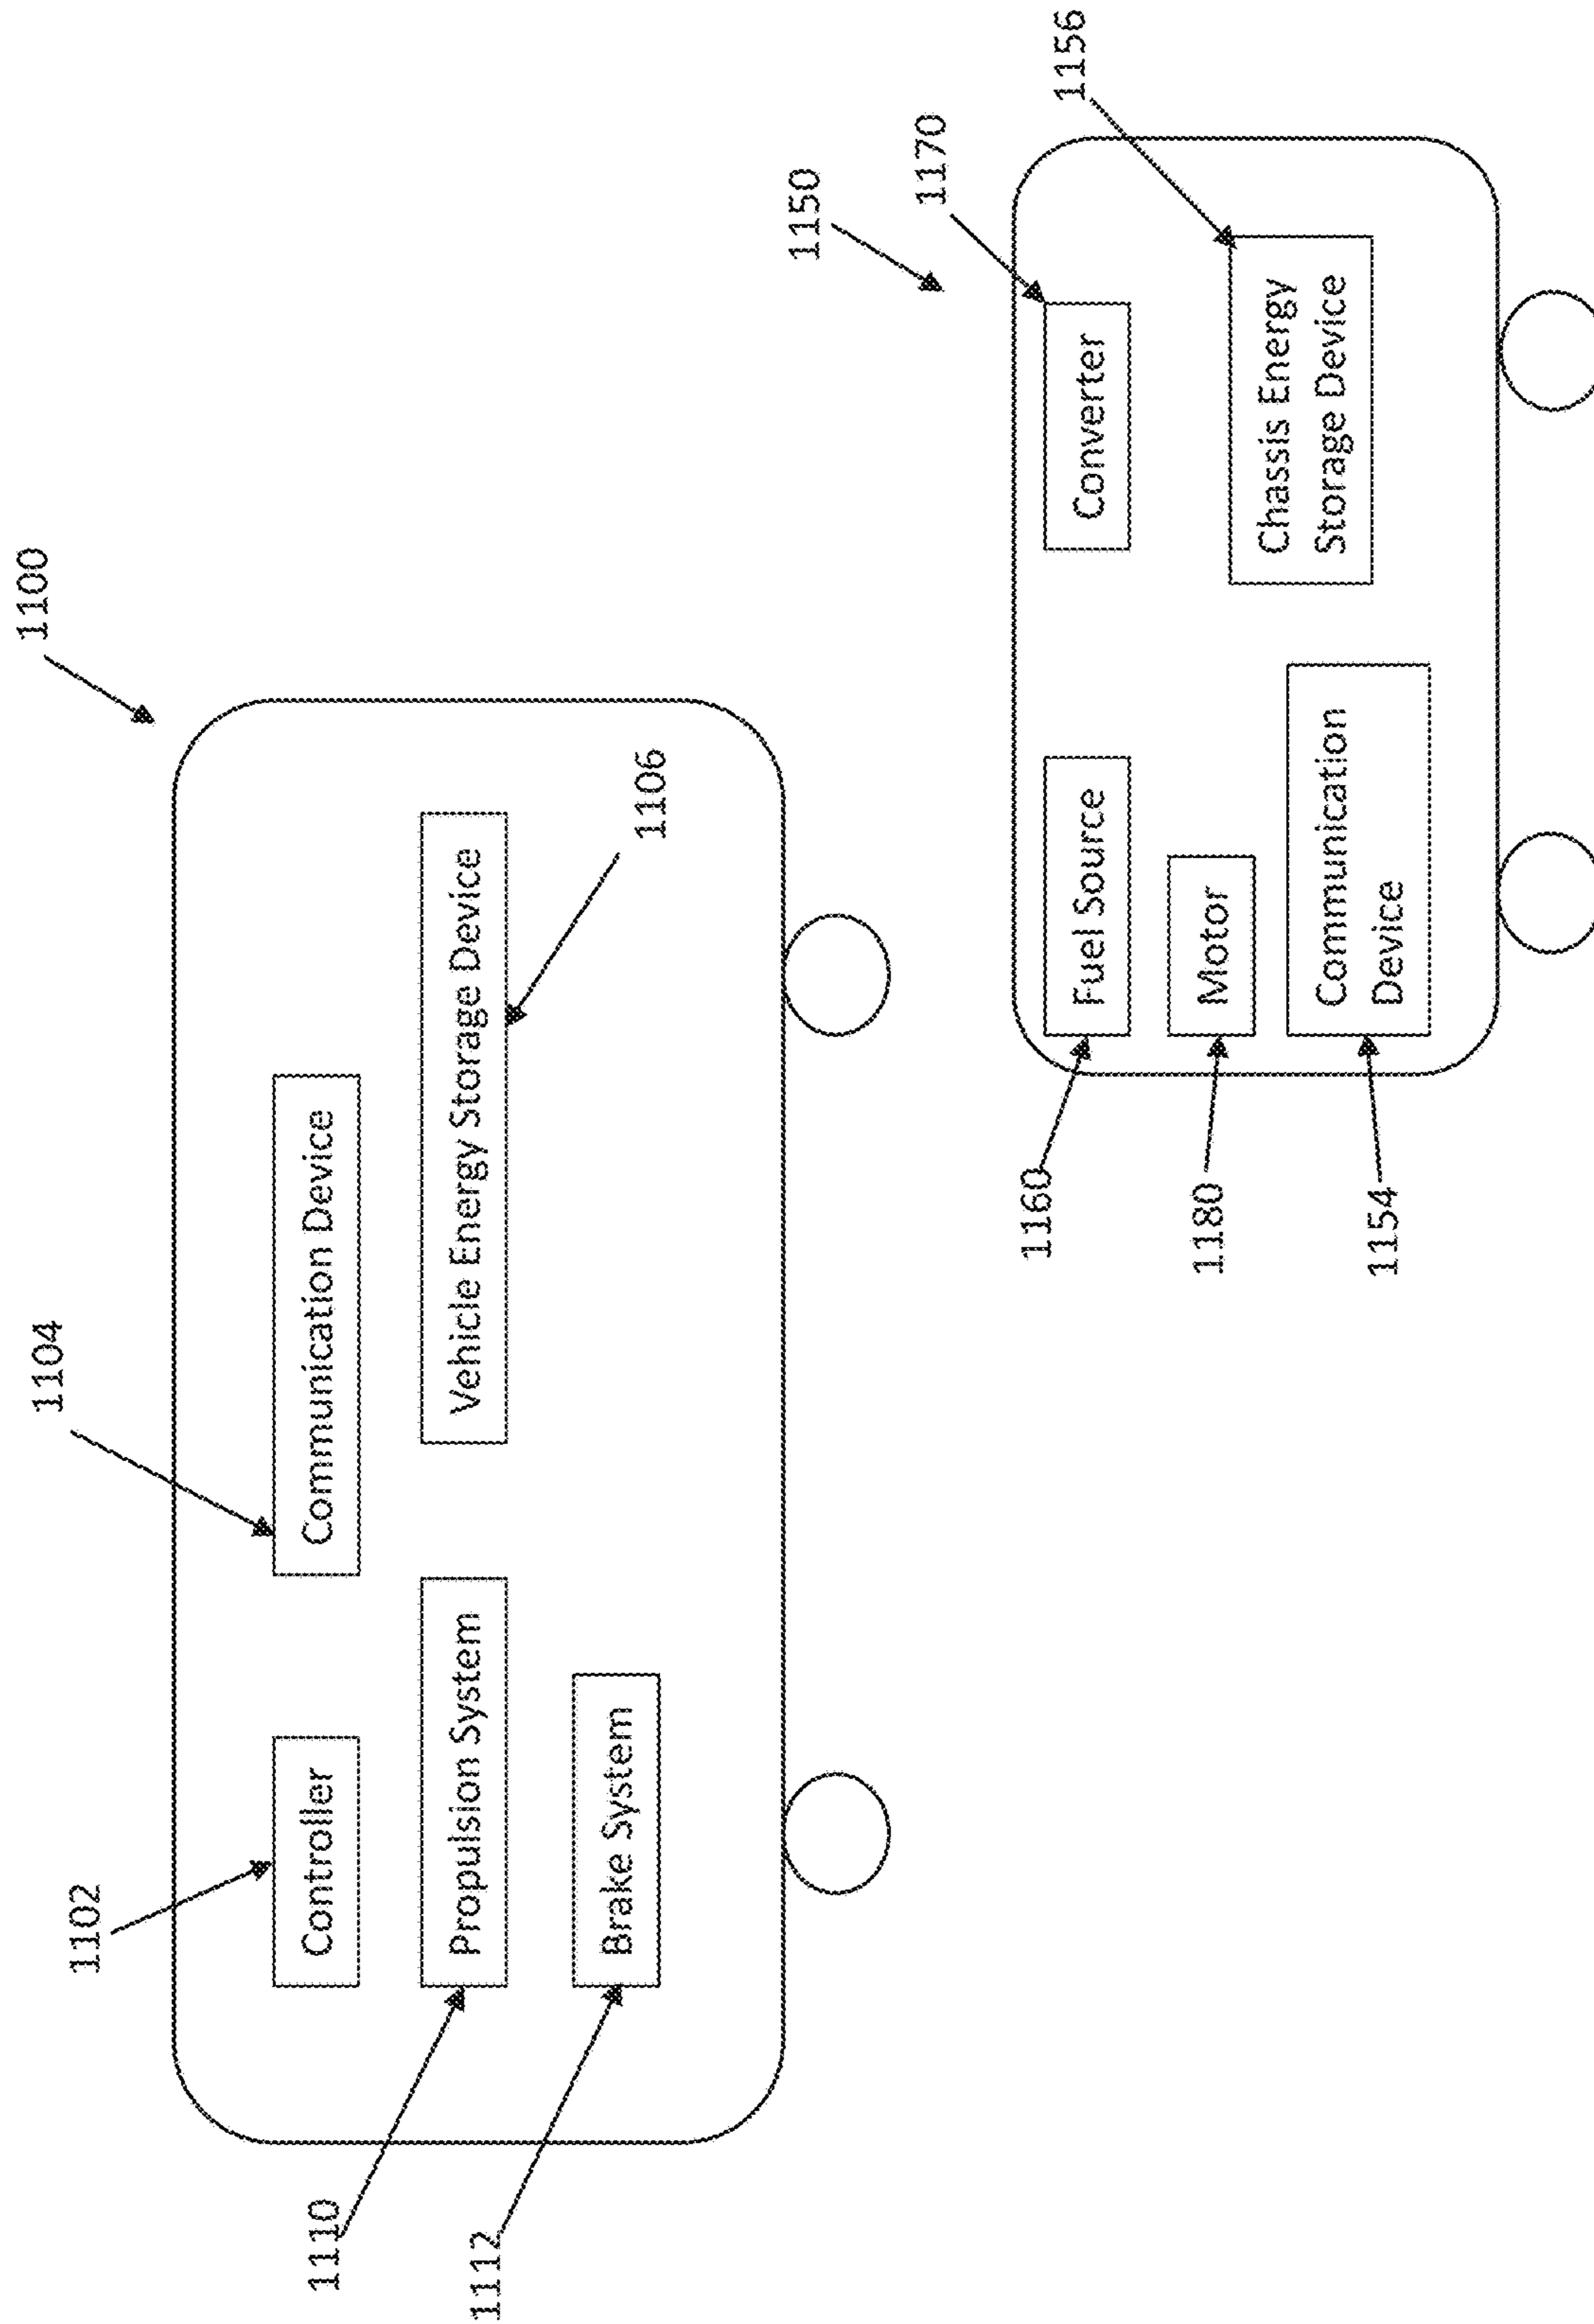 1100
1102
1104
Controller
Communication Device
Propulsion System
Vehicle Energy Storage Device
Brake System
1110
1112
1106
1150
1170
1156
Fuel Source
Converter
Motor
Chassis Energy
Storage Device
Communication
Device
1160
1180
1154